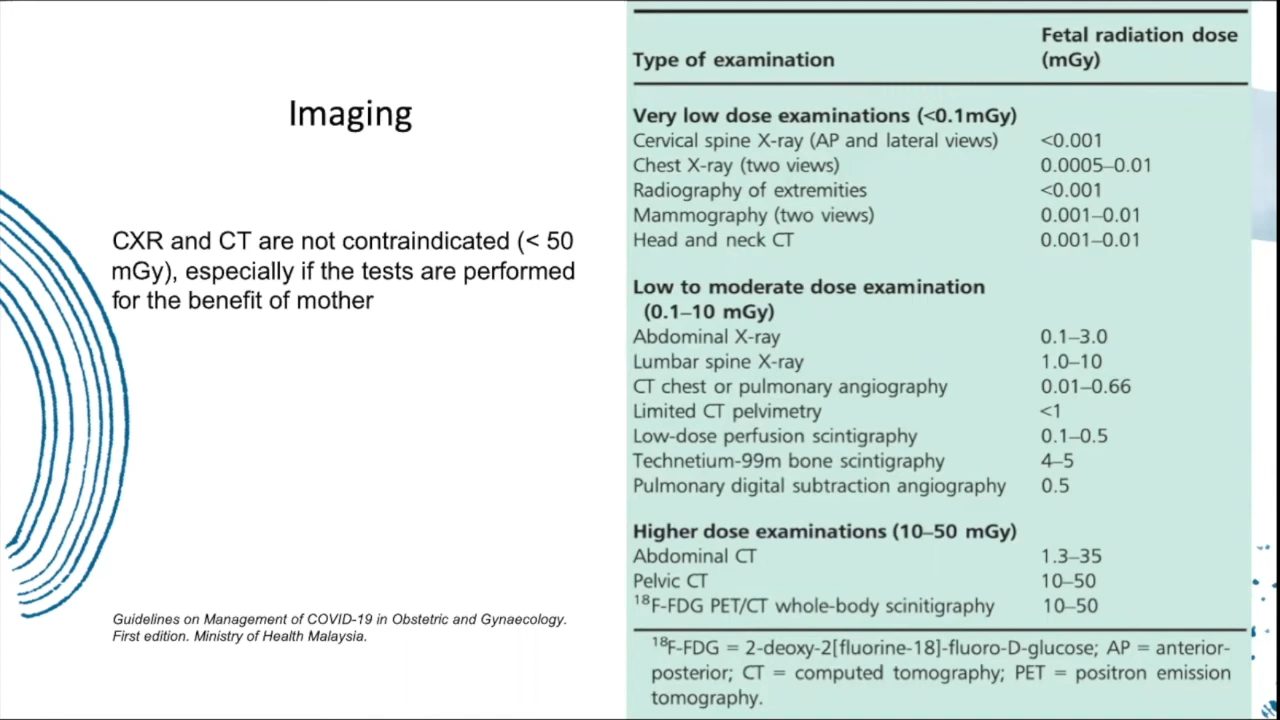 Imaging
CXR and CT are not contraindicated (< 50
mGy), especially if the tests are performed
for the benefit of mother
Guidelines on Management of COVID-19 in Obstetric and Gynaecology.
First edition. Ministry of Health Malaysia.
Type of examination Fetal radiation dose (mGy)
Very low dose examinations (<0.1mGy)
Cervical spine X-ray (AP and lateral views) <0.001
Chest X-ray (two views) 0.0005–0.01
Radiography of extremities <0.001
Mammography (two views) 0.001–0.01
Head and neck CT 0.001–0.01
Low to moderate dose examination
(0.1–10 mGy)
Abdominal X-ray 0.1–3.0
Lumbar spine X-ray 1.0–10
CT chest or pulmonary angiography 0.01–0.66
Limited CT pelvimetry <1
Low-dose perfusion scintigraphy 0.1–0.5
Technetium-99m bone scintigraphy 4–5
Pulmonary digital subtraction angiography 0.5
Higher dose examinations (10–50 mGy)
Abdominal CT 1.3–35
Pelvic CT 10–50
¹⁸F-FDG PET/CT whole-body scinitigraphy 10–50
¹⁸F-FDG = 2-deoxy-2[fluorine-18]-fluoro-D-glucose; AP = anterior-
posterior; CT = computed tomography; PET = positron emission
tomography.